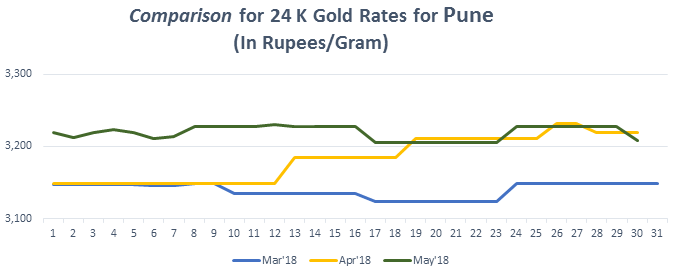 Comparison for 24 K Gold Rates for Pune
(In Rupees/Gram)
3,300
3,200
3,100
1 2 3 4 5 6 7 8 9 10 11 12 13 14 15 16 17 18 19 20 21 22 23 24 25 26 27 28 29 30 31
Mar'18 Apr'18 May'18